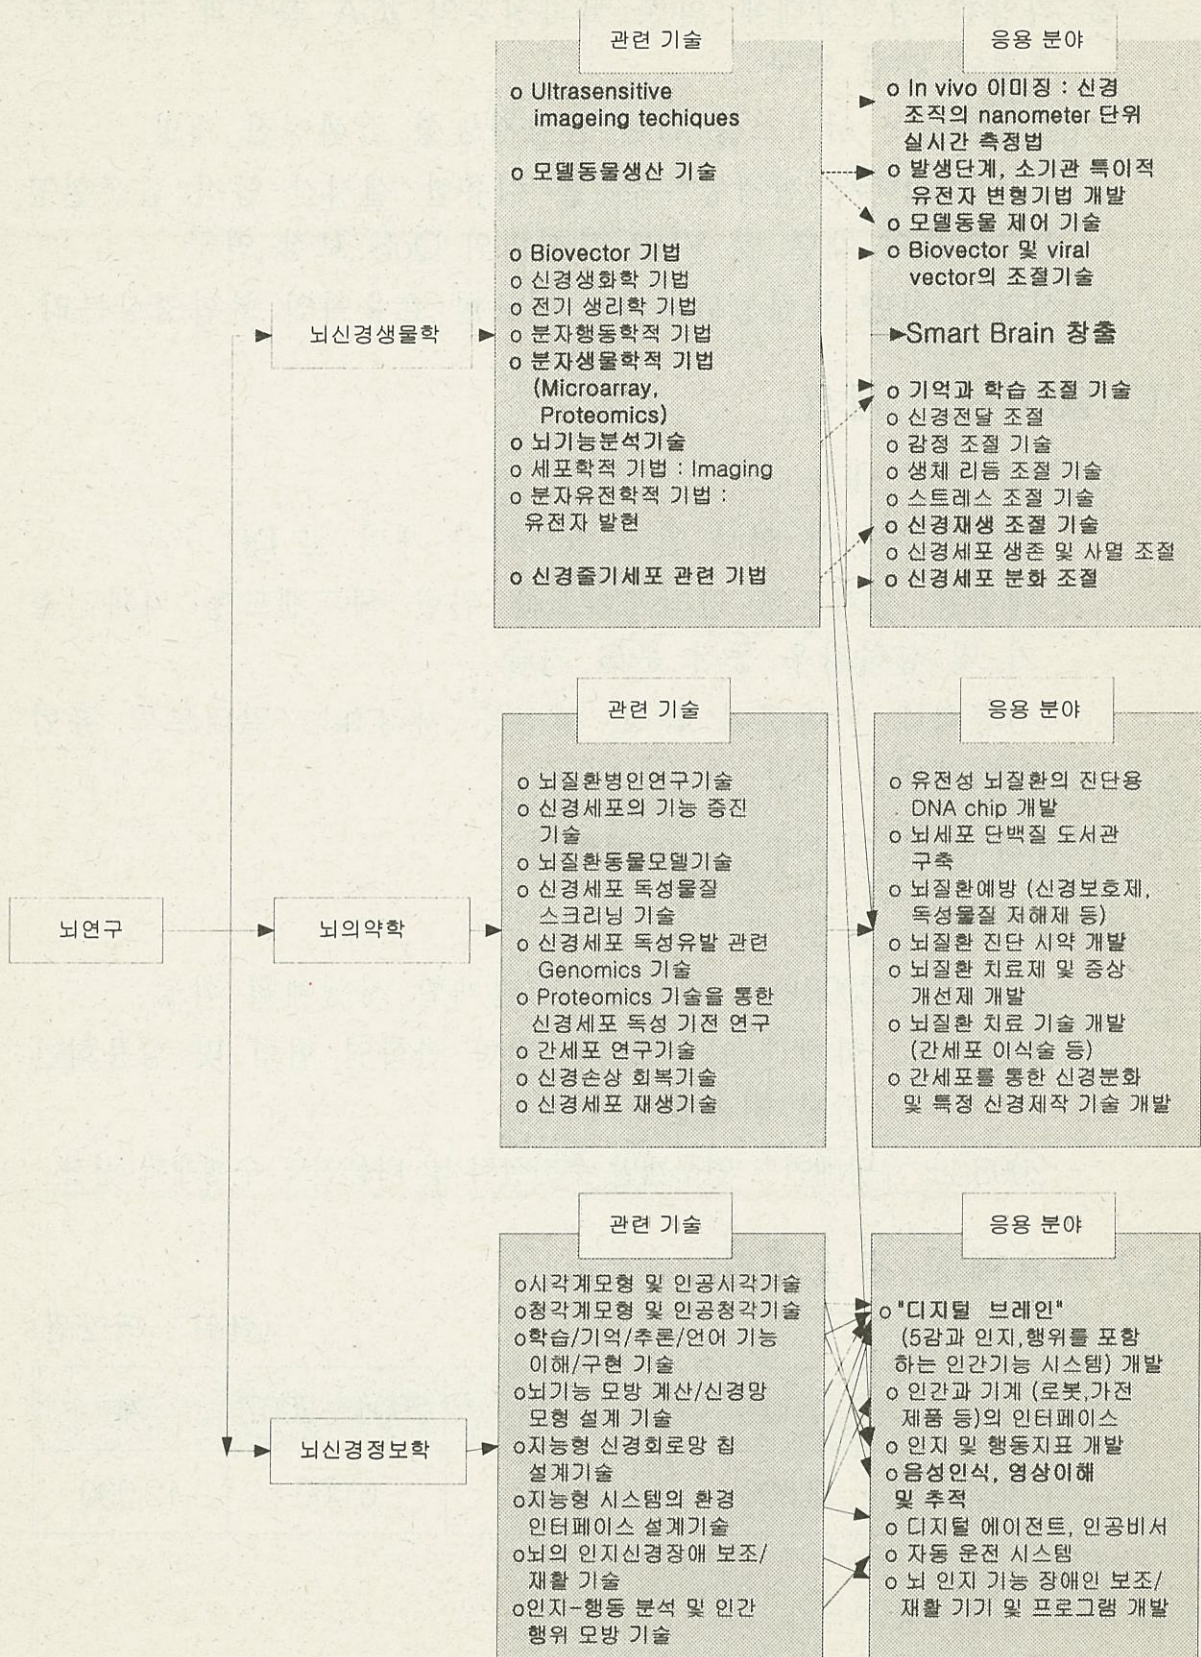 관련 기술
o Ultrasensitive
imageing techiques
o 모델동물생산 기술
o Biovector 기법
o 신경생화학 기법
o 전기 생리학 기법
o 분자행동학적 기법
o 분자생물학적 기법
(Microarray,
Proteomics)
o 뇌기능분석기술
o 세포학적 기법 : Imaging
o 분자유전학적 기법 :
유전자 발현
o 신경줄기세포 관련 기법
응용 분야
o In vivo 이미징 : 신경
조직의 nanometer 단위
실시간 측정법
o 발생단계, 소기관 특이적
유전자 변형기법 개발
o 모델동물 제어 기술
o Biovector 및 viral
vector의 조절기술
Smart Brain 창출
o 기억과 학습 조절 기술
o 신경전달 조절
o 감정 조절 기술
o 생체 리듬 조절 기술
o 스트레스 조절 기술
o 신경재생 조절 기술
o 신경세포 생존 및 사멸 조절
o 신경세포 분화 조절
뇌신경생물학
관련 기술
o 뇌질환병인연구기술
o 신경세포의 기능 증진
기술
o 뇌질환동물모델기술
o 신경세포 독성물질
스크리닝 기술
o 신경세포 독성유발 관련
Genomics 기술
o Proteomics 기술을 통한
신경세포 독성 기전 연구
o 간세포 연구기술
o 신경손상 회복기술
o 신경세포 재생기술
응용 분야
o 유전성 뇌질환의 진단용
DNA chip 개발
o 뇌세포 단백질 도서관
구축
o 뇌질환예방 (신경보호제,
독성물질 저해제 등)
o 뇌질환 진단 시약 개발
o 뇌질환 치료제 및 증상
개선제 개발
o 뇌질환 치료 기술 개발
(간세포 이식술 등)
o 간세포를 통한 신경분화
및 특정 신경제작 기술 개발
뇌연구
뇌의약학
관련 기술
o시각계모형 및 인공시각기술
o청각계모형 및 인공청각기술
o학습/기억/추론/언어 기능
이해/구현 기술
o뇌기능 모방 계산/신경망
모형 설계 기술
o지능형 신경회로망 칩
설계기술
o지능형 시스템의 환경
인터페이스 설계기술
o뇌의 인지신경장애 보조/
재활 기술
o인지-행동 분석 및 인간
행위 모방 기술
응용 분야
o "디지털 브레인"
(5감과 인지,행위를 포함
하는 인간기능 시스템) 개발
o 인간과 기계 (로봇,가전
제품 등)의 인터페이스
o 인지 및 행동지표 개발
o 음성인식, 영상이해
및 추적
o 디지털 에이전트, 인공비서
o 자동 운전 시스템
o 뇌 인지 기능 장애인 보조/
재활 기기 및 프로그램 개발
뇌신경정보학